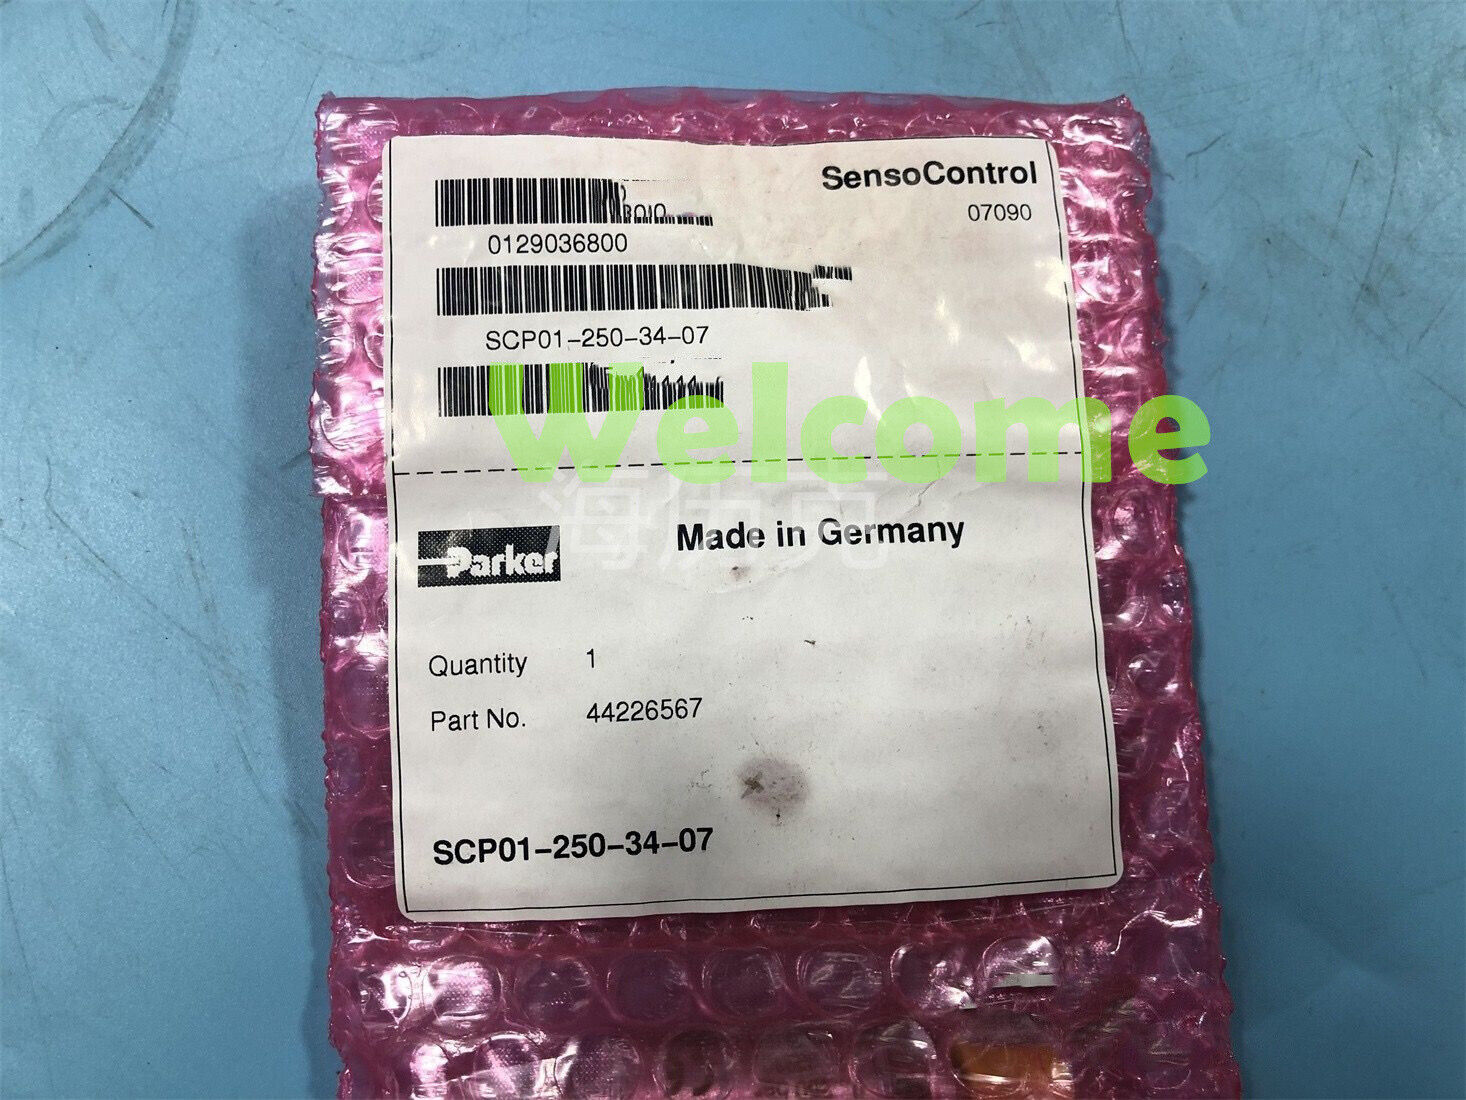 SensoControl
07090
0129036800
SCP01-250-34-07
Welcome
Made in Germany
Parker
Quantity 1
Part No. 44226567
SCP01-250-34-07